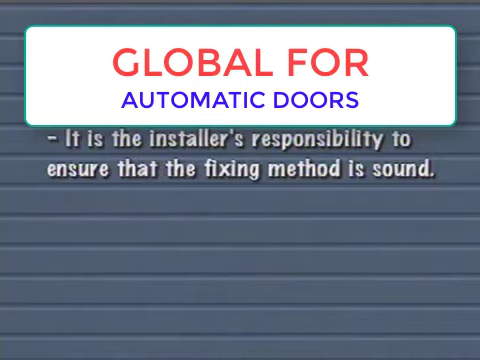 GLOBAL FOR
AUTOMATIC DOORS
- It is the installer's responsibility to
ensure that the fixing method is sound.